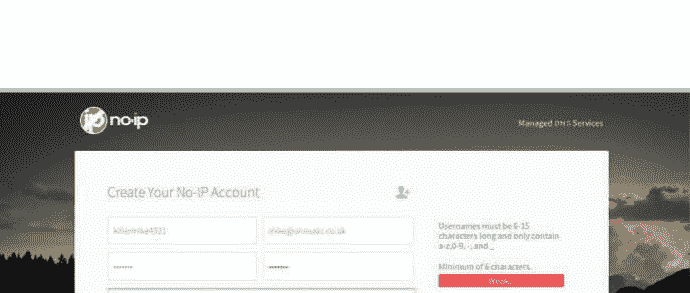 no-ip
Managed DNS Services
Create Your No-IP Account
Usernames must be 6-15
characters long and only contain
a-z,0-9, -, and _
Minimum of 6 characters.
Weak